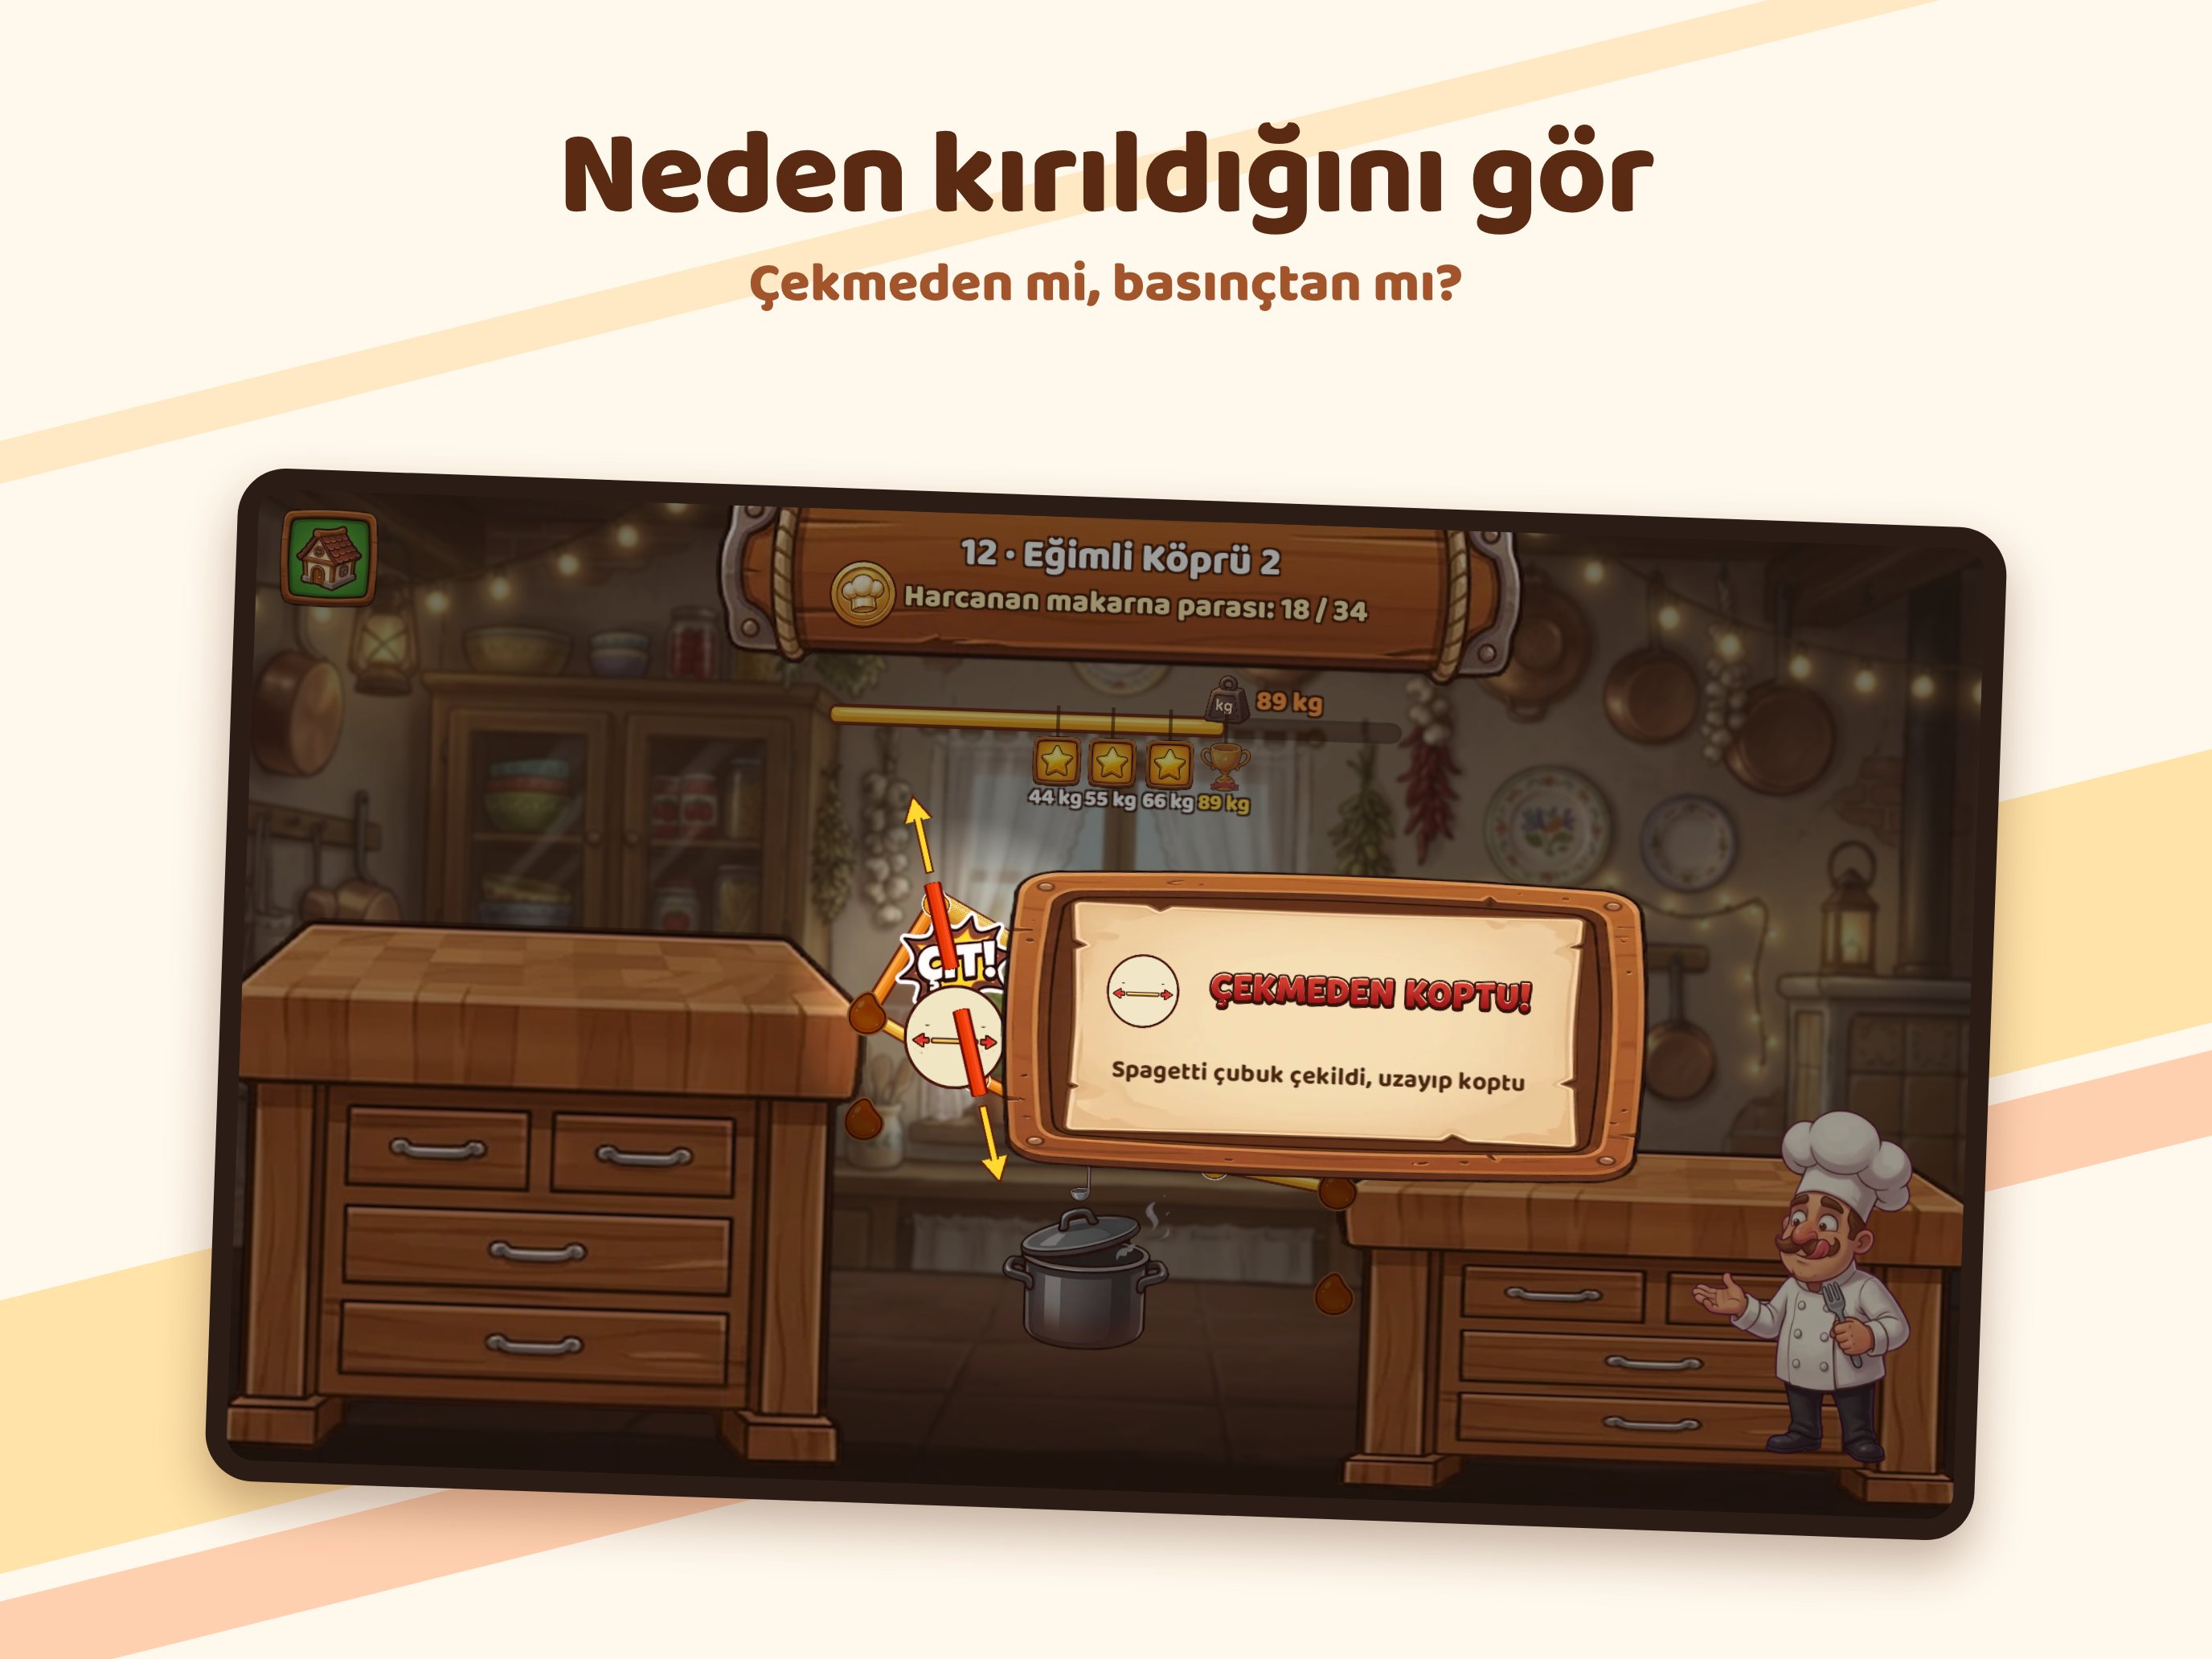 Neden kırıldığını gör
Çekmeden mi, basınçtan mı?
12 · Eğimli Köprü 2
Harcanan makarna parası: 18 / 34
kg 89 kg
44 kg 55 kg 66 kg 89 kg
ÇIT!
ÇEKMEDEN KOPTU!
Spagetti çubuk çekildi, uzayıp koptu